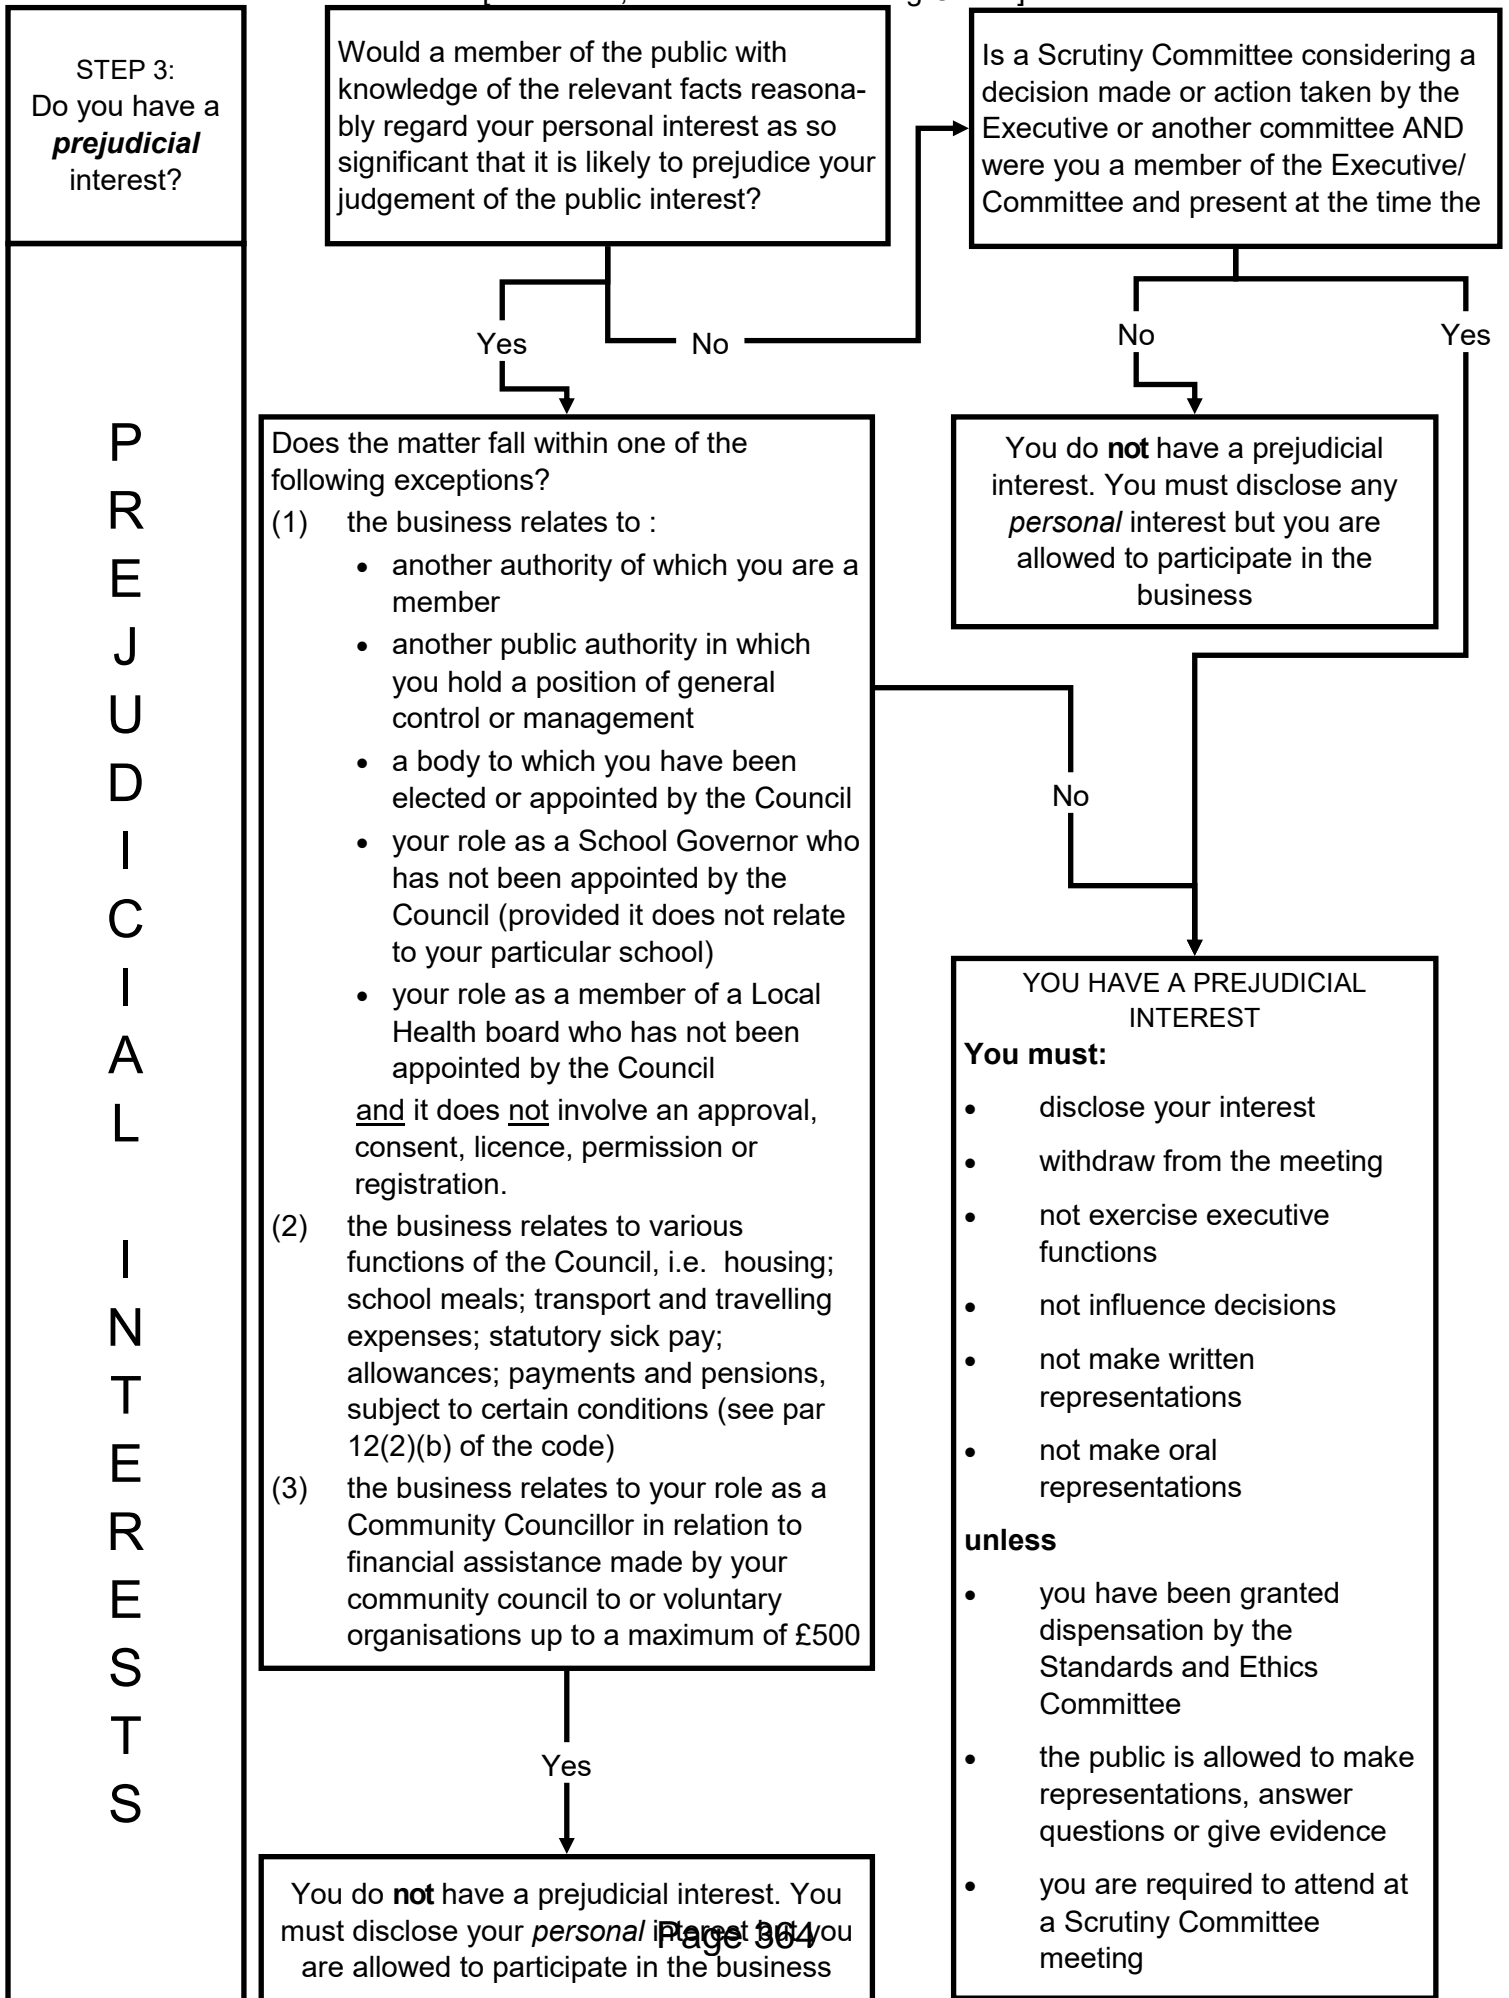 STEP 3:
Do you have a
prejudicial
interest?
P
R
E
J
U
D
I
C
I
A
L
I
N
T
E
R
E
S
T
S
Would a member of the public with
knowledge of the relevant facts reasona-
bly regard your personal interest as so
significant that it is likely to prejudice your
judgement of the public interest?
Is a Scrutiny Committee considering a
decision made or action taken by the
Executive or another committee AND
were you a member of the Executive/
Committee and present at the time the
Yes
No
No
Yes
Does the matter fall within one of the
following exceptions?
(1) the business relates to :
• another authority of which you are a
member
• another public authority in which
you hold a position of general
control or management
• a body to which you have been
elected or appointed by the Council
• your role as a School Governor who
has not been appointed by the
Council (provided it does not relate
to your particular school)
• your role as a member of a Local
Health board who has not been
appointed by the Council
and it does not involve an approval,
consent, licence, permission or
registration.
(2) the business relates to various
functions of the Council, i.e. housing;
school meals; transport and travelling
expenses; statutory sick pay;
allowances; payments and pensions,
subject to certain conditions (see par
12(2)(b) of the code)
(3) the business relates to your role as a
Community Councillor in relation to
financial assistance made by your
community council to or voluntary
organisations up to a maximum of £500
You do not have a prejudicial
interest. You must disclose any
personal interest but you are
allowed to participate in the
business
No
YOU HAVE A PREJUDICIAL
INTEREST
You must:
• disclose your interest
• withdraw from the meeting
• not exercise executive
functions
• not influence decisions
• not make written
representations
• not make oral
representations
unless
• you have been granted
dispensation by the
Standards and Ethics
Committee
• the public is allowed to make
representations, answer
questions or give evidence
• you are required to attend at
a Scrutiny Committee
meeting
Yes
You do not have a prejudicial interest. You
must disclose your personal interest but you
are allowed to participate in the business
Page 364